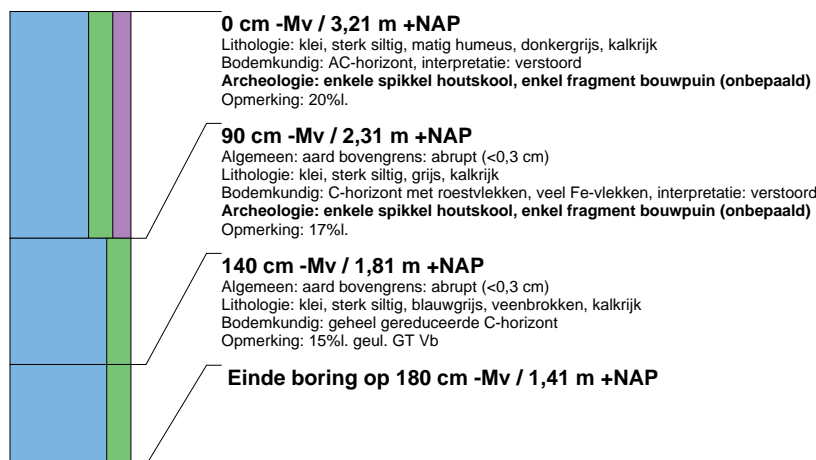 0 cm -Mv / 3,21 m +NAP
Lithologie: klei, sterk siltig, matig humeus, donkergrijs, kalkrijk
Bodemkundig: AC-horizont, interpretatie: verstoord
Archeologie: enkele spikkel houtskool, enkel fragment bouwpuin (onbepaald)
Opmerking: 20%l.
90 cm -Mv / 2,31 m +NAP
Algemeen: aard bovengrens: abrupt (<0,3 cm)
Lithologie: klei, sterk siltig, grijs, kalkrijk
Bodemkundig: C-horizont met roestvlekken, veel Fe-vlekken, interpretatie: verstoord
Archeologie: enkele spikkel houtskool, enkel fragment bouwpuin (onbepaald)
Opmerking: 17%l.
140 cm -Mv / 1,81 m +NAP
Algemeen: aard bovengrens: abrupt (<0,3 cm)
Lithologie: klei, sterk siltig, blauwgrijs, veenbrokken, kalkrijk
Bodemkundig: geheel gereduceerde C-horizont
Opmerking: 15%l. geul. GT Vb
Einde boring op 180 cm -Mv / 1,41 m +NAP